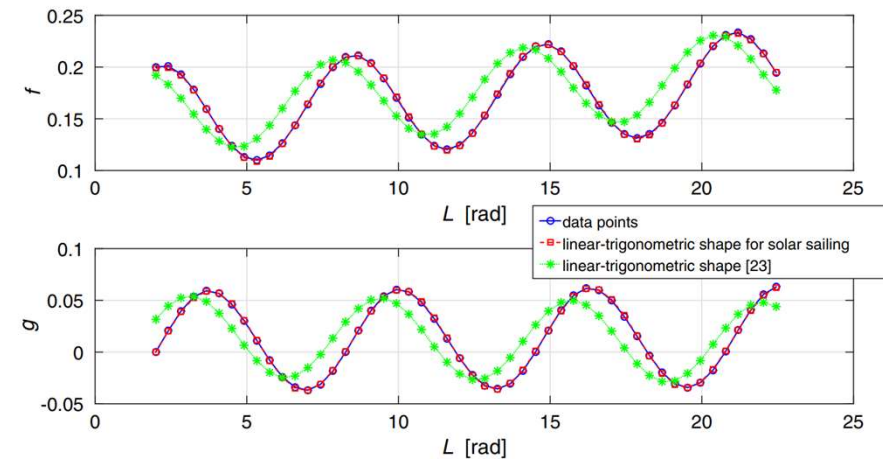 0.25
0.2
0.15
0.1
f
0 5 10 15 20 25
L [rad]
data points
linear-trigonometric shape for solar sailing
linear-trigonometric shape [23]
0.1
0.05
0
-0.05
g
0 5 10 15 20 25
L [rad]